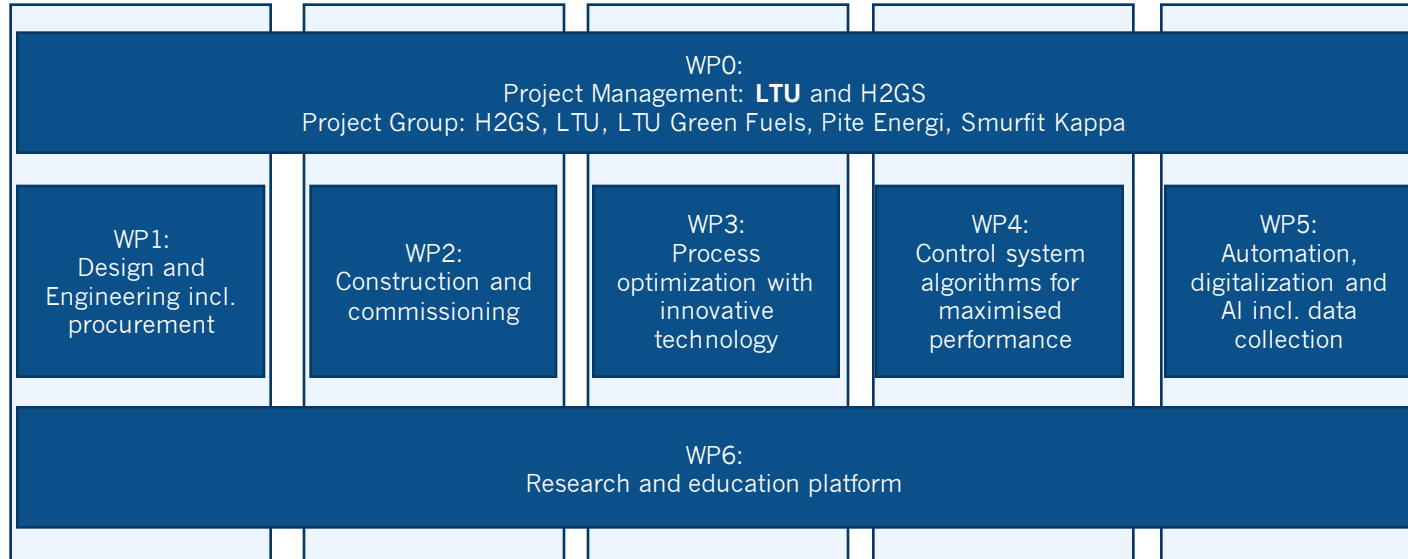 WP0:
Project Management: LTU and H2GS
Project Group: H2GS, LTU, LTU Green Fuels, Pite Energi, Smurfit Kappa
WP1:
Design and
Engineering incl.
procurement
WP2:
Construction and
commissioning
WP3:
Process
optimization with
innovative
technology
WP4:
Control system
algorithms for
maximised
performance
WP5:
Automation,
digitalization and
AI incl. data
collection
WP6:
Research and education platform